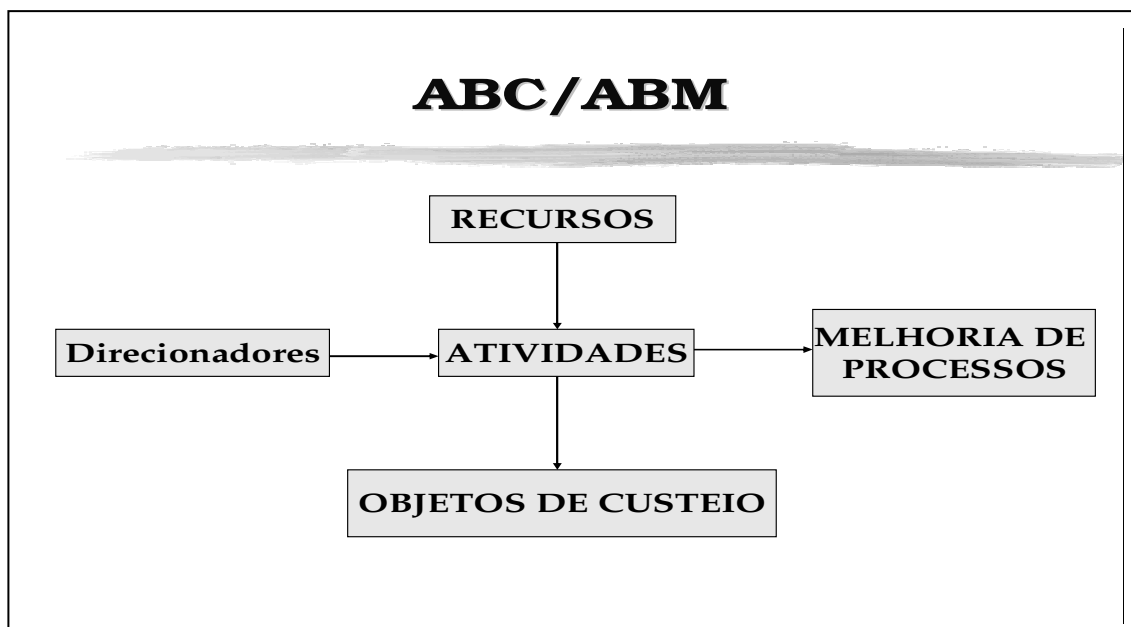 ABC/ABM
RECURSOS
Direcionadores
ATIVIDADES
MELHORIA DE
PROCESSOS
OBJETOS DE CUSTEIO